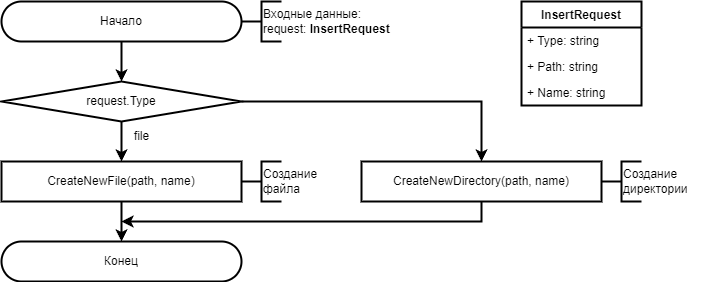 Начало
Входные данные:
request: InsertRequest
InsertRequest
+ Type: string
+ Path: string
+ Name: string
request.Type
file
CreateNewFile(path, name)
Создание
файла
CreateNewDirectory(path, name)
Создание
директории
Конец